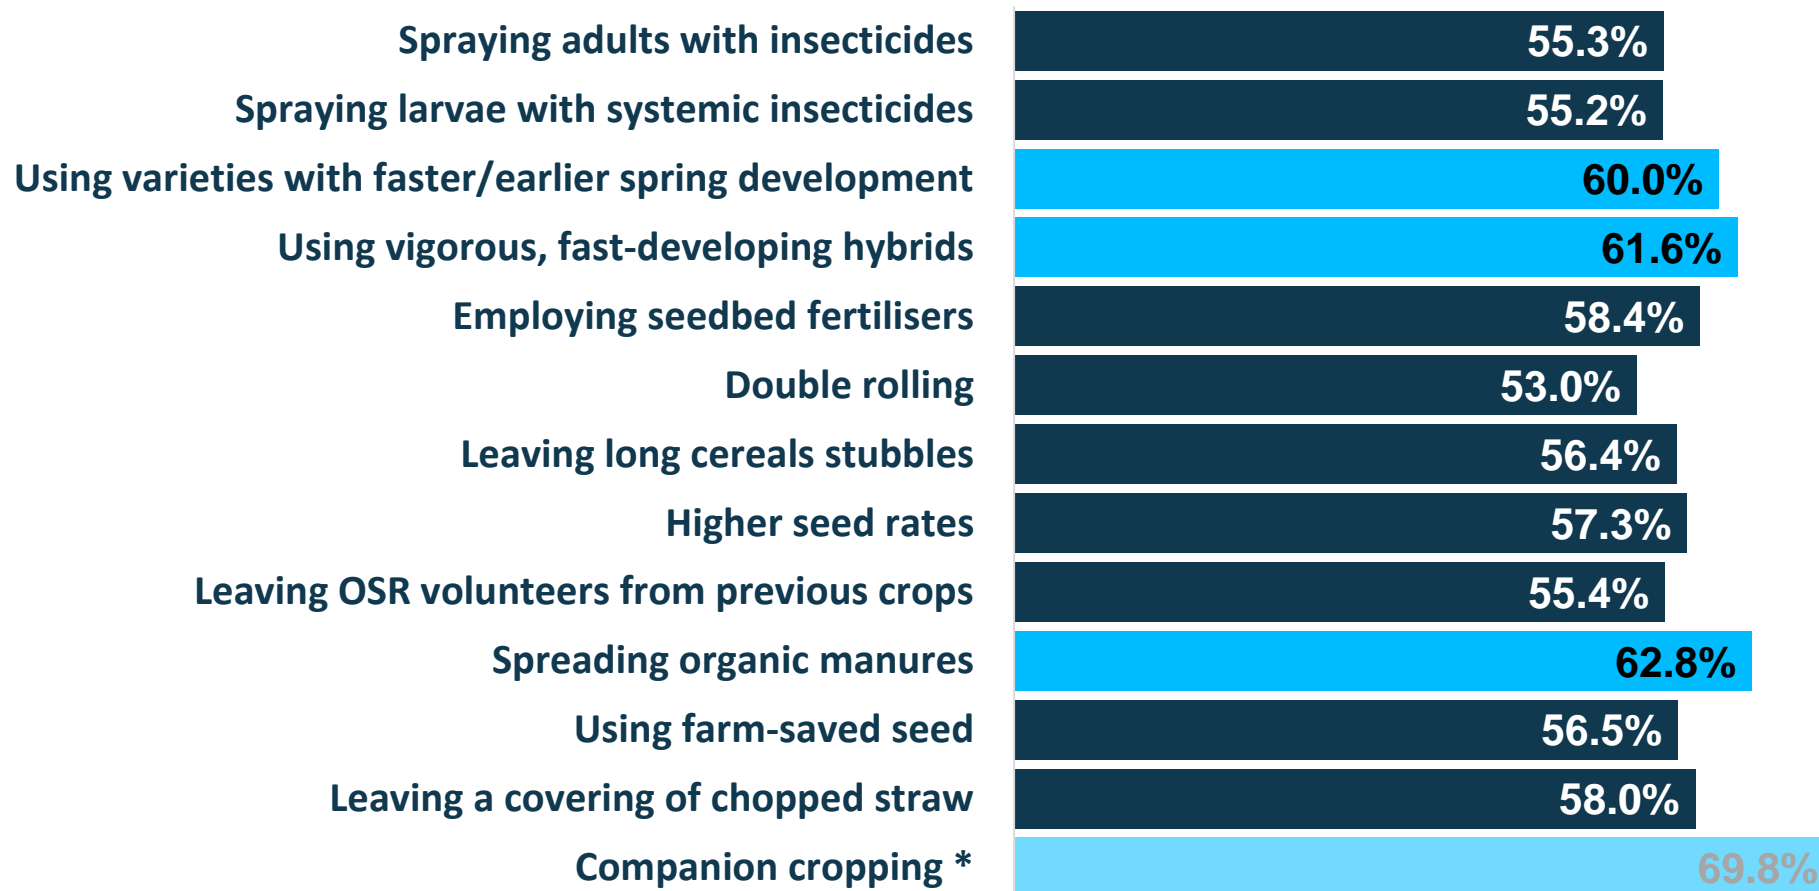 Spraying adults with insecticides 55.3%
Spraying larvae with systemic insecticides 55.2%
Using varieties with faster/earlier spring development 60.0%
Using vigorous, fast-developing hybrids 61.6%
Employing seedbed fertilisers 58.4%
Double rolling 53.0%
Leaving long cereals stubbles 56.4%
Higher seed rates 57.3%
Leaving OSR volunteers from previous crops 55.4%
Spreading organic manures 62.8%
Using farm-saved seed 56.5%
Leaving a covering of chopped straw 58.0%
Companion cropping * 69.8%